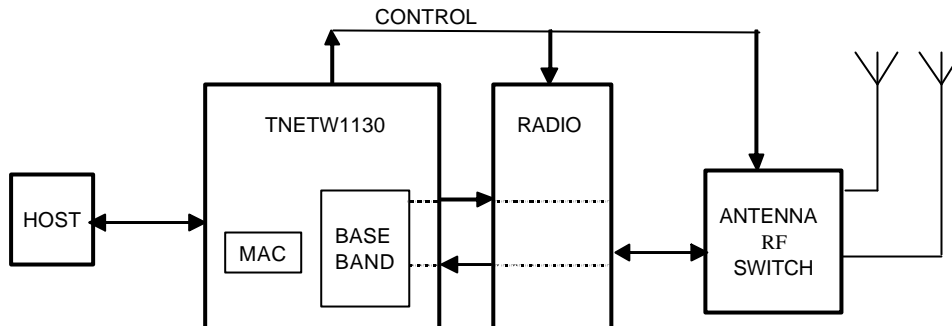 CONTROL
TNETW1130
RADIO
HOST
MAC
BASE
BAND
ANTENNA
RF
SWITCH